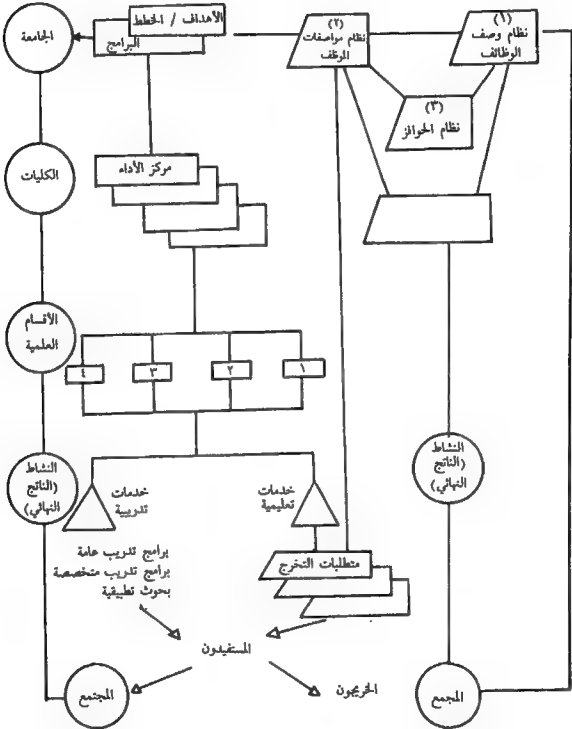 (١)
نظام وصف
الوظائف
(٢)
نظام مواصفات
الموظف
(٣)
نظام الحوافز
الأهداف / الخطط
البرامج
الجامعة
مركز الأداء
الكليات
الأقسام
العلمية
١
٢
٣
٤
النشاط
(الناتج
النهائي)
خدمات
تعليمية
خدمات
تدريبية
النشاط
(الناتج
النهائي)
متطلبات التخرج
برامج تدريب عامة
برامج تدريب متخصصة
بحوث تطبيقية
المستفيدون
الخريجون
المجمع
المجتمع